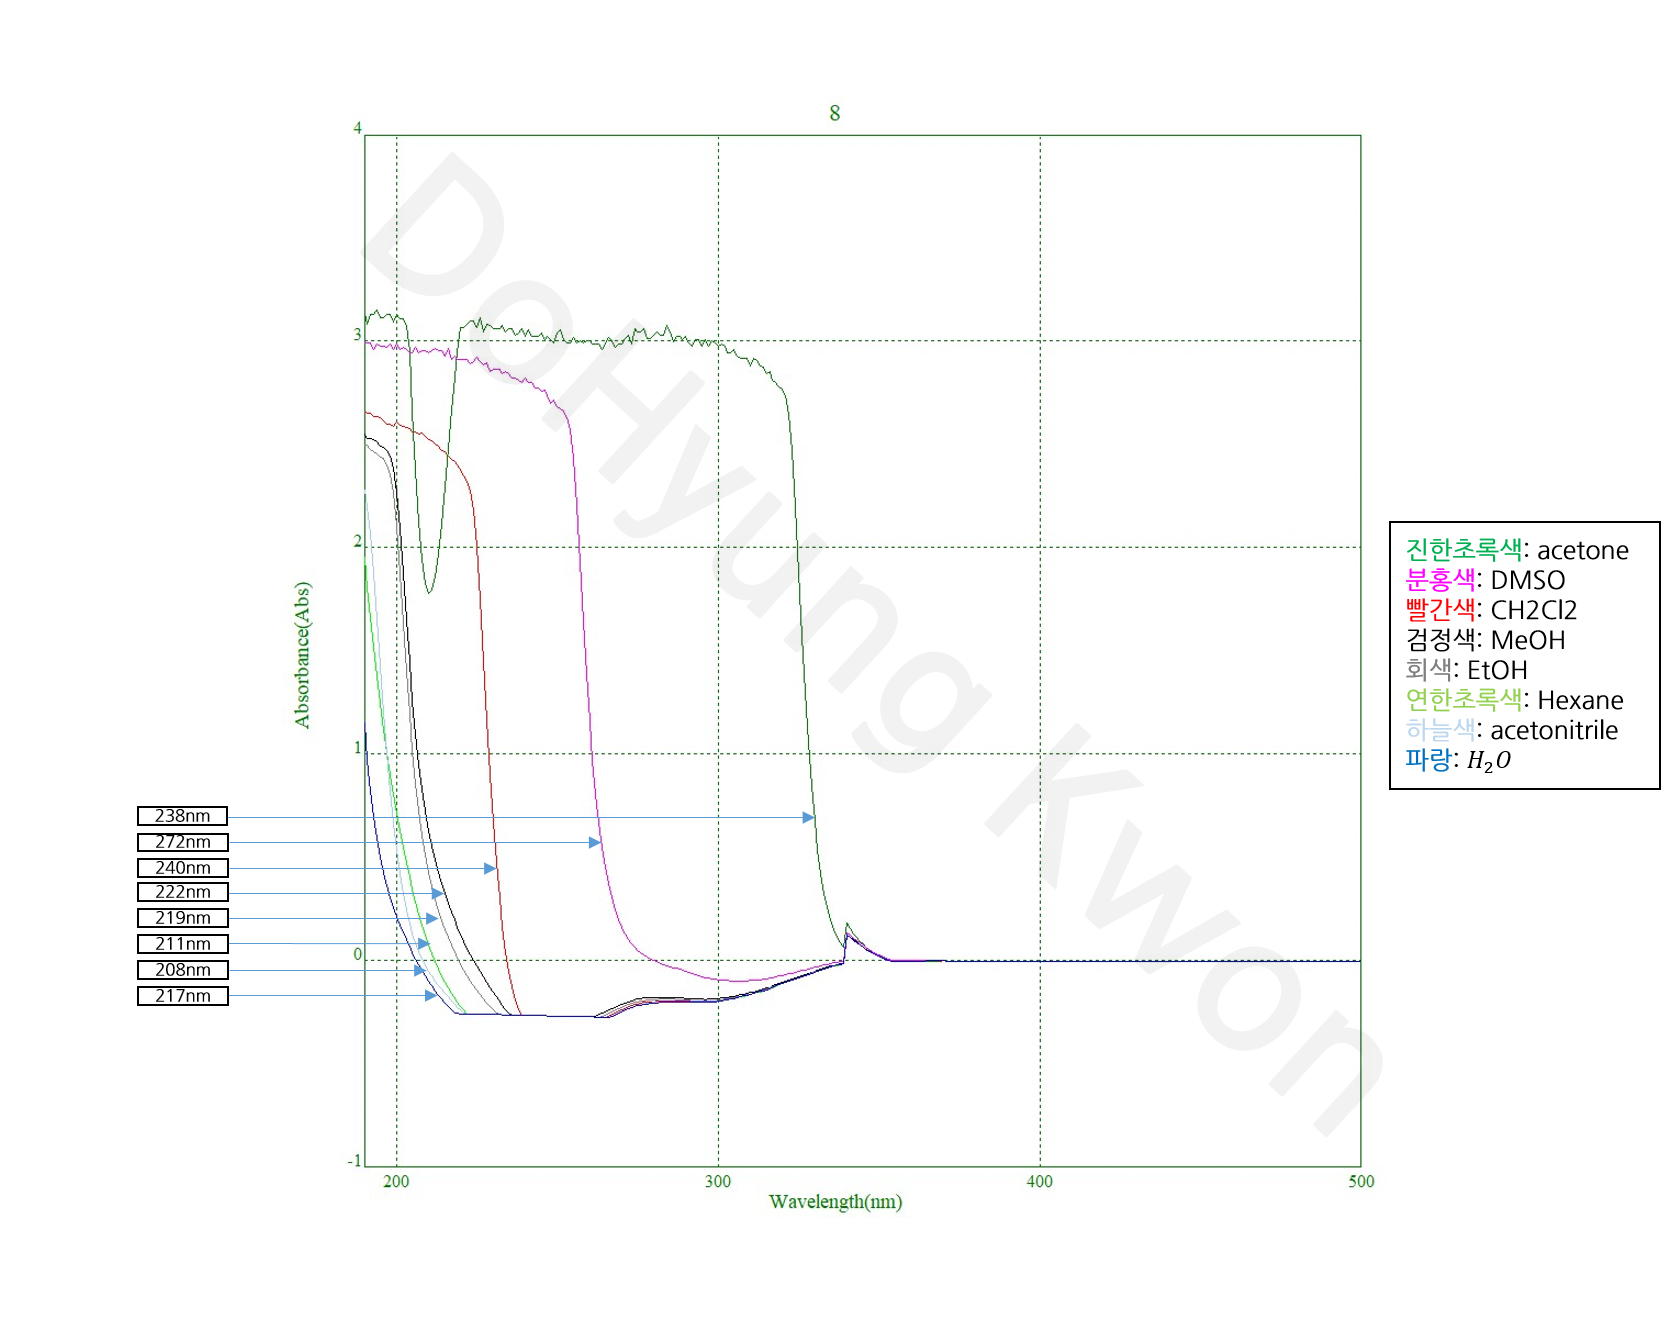 8
4
3
2
1
0
-1
Absorbance(Abs)
200
300
400
500
Wavelength(nm)
238nm
272nm
240nm
222nm
219nm
211nm
208nm
217nm
진한초록색: acetone
분홍색: DMSO
빨간색: CH2Cl2
검정색: MeOH
회색: EtOH
연한초록색: Hexane
하늘색: acetonitrile
파랑: H₂O
DoHyung Kwon